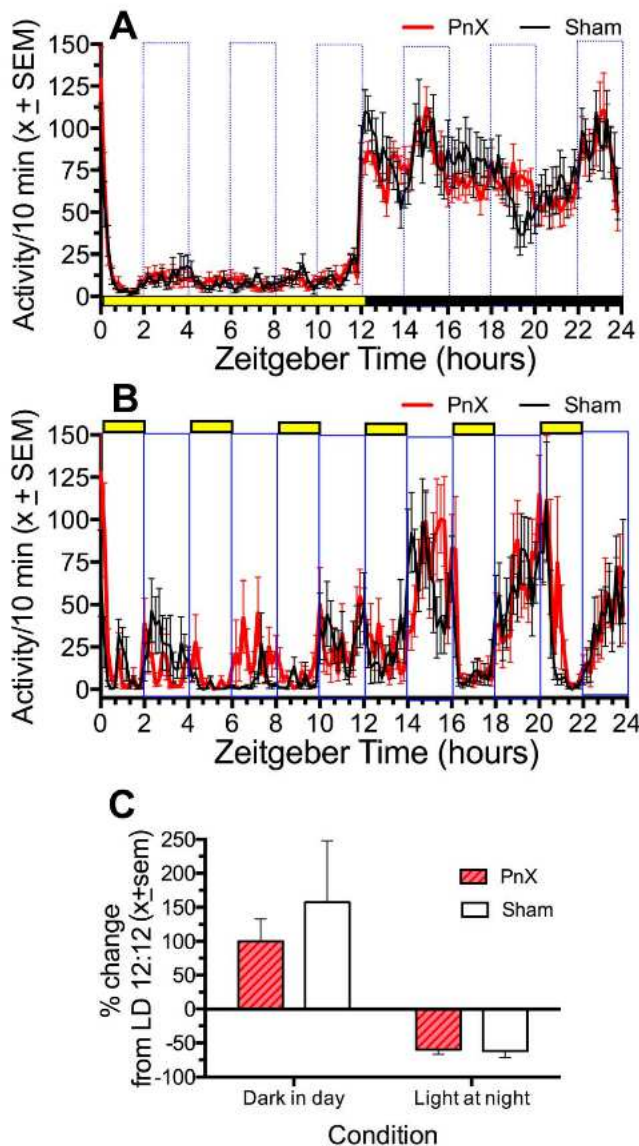 A
PnX Sham
Activity/10 min (x ± SEM)
150
125
100
75
50
25
0
0 2 4 6 8 10 12 14 16 18 20 22 24
Zeitgeber Time (hours)
B
PnX Sham
Activity/10 min (x ± SEM)
150
125
100
75
50
25
0
0 2 4 6 8 10 12 14 16 18 20 22 24
Zeitgeber Time (hours)
C
% change
from LD 12:12 (x±sem)
250
200
150
100
50
0
-50
-100
PnX
Sham
Dark in day Light at night
Condition